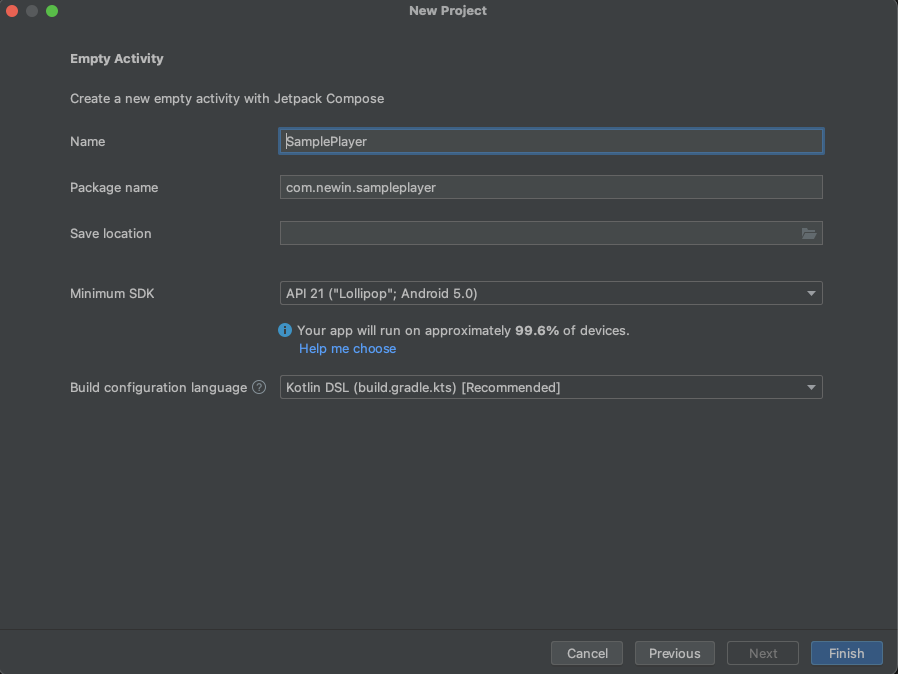 New Project
Empty Activity
Create a new empty activity with Jetpack Compose
Name
SamplePlayer
Package name
com.newin.sampleplayer
Save location
Minimum SDK
API 21 ("Lollipop"; Android 5.0)
Your app will run on approximately 99.6% of devices.
Help me choose
Build configuration language ?
Kotlin DSL (build.gradle.kts) [Recommended]
Cancel
Previous
Next
Finish